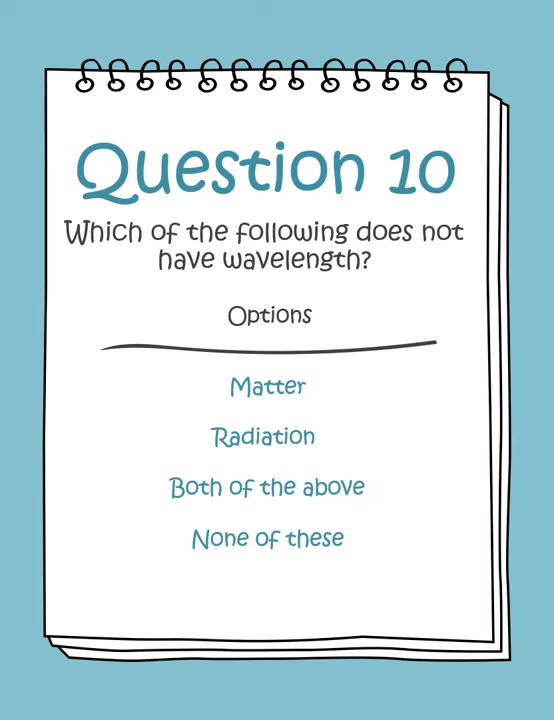 Question 10
Which of the following does not
have wavelength?
Options
Matter
Radiation
Both of the above
None of these